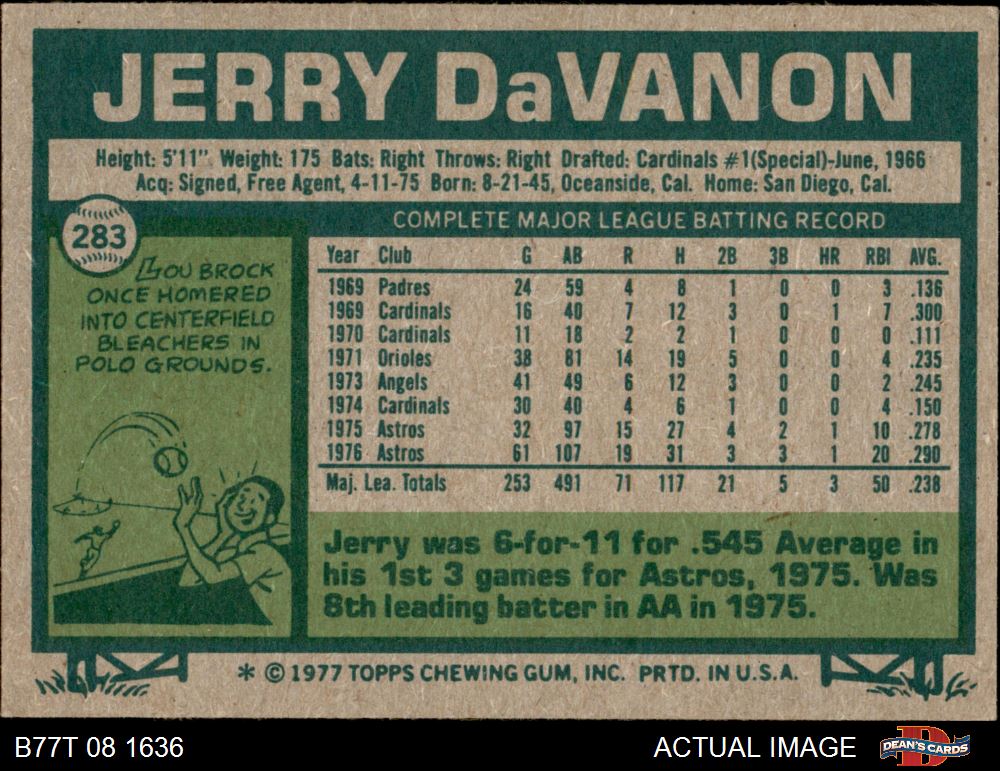 JERRY DaVANON
Height: 5'11" Weight: 175 Bats: Right Throws: Right Drafted: Cardinals #1(Special)-June, 1966
Acq: Signed, Free Agent, 4-11-75 Born: 8-21-45, Oceanside, Cal. Home: San Diego, Cal.
283
LOU BROCK
ONCE HOMERED
INTO CENTERFIELD
BLEACHERS IN
POLO GROUNDS.
COMPLETE MAJOR LEAGUE BATTING RECORD
Year Club G AB R H 2B 3B HR RBI AVG.
1969 Padres 24 59 4 8 1 0 0 3 .136
1969 Cardinals 16 40 7 12 3 0 1 7 .300
1970 Cardinals 11 18 2 2 1 0 0 0 .111
1971 Orioles 38 81 14 19 5 0 0 4 .235
1973 Angels 41 49 6 12 3 0 0 2 .245
1974 Cardinals 30 40 4 6 1 0 0 4 .150
1975 Astros 32 97 15 27 4 2 1 10 .278
1976 Astros 61 107 19 31 3 3 1 20 .290
Maj. Lea. Totals 253 491 71 117 21 5 3 50 .238
Jerry was 6-for-11 for .545 Average in
his 1st 3 games for Astros, 1975. Was
8th leading batter in AA in 1975.
* © 1977 TOPPS CHEWING GUM, INC. PRTD. IN U.S.A.
B77T 08 1636 ACTUAL IMAGE DEAN'S CARDS